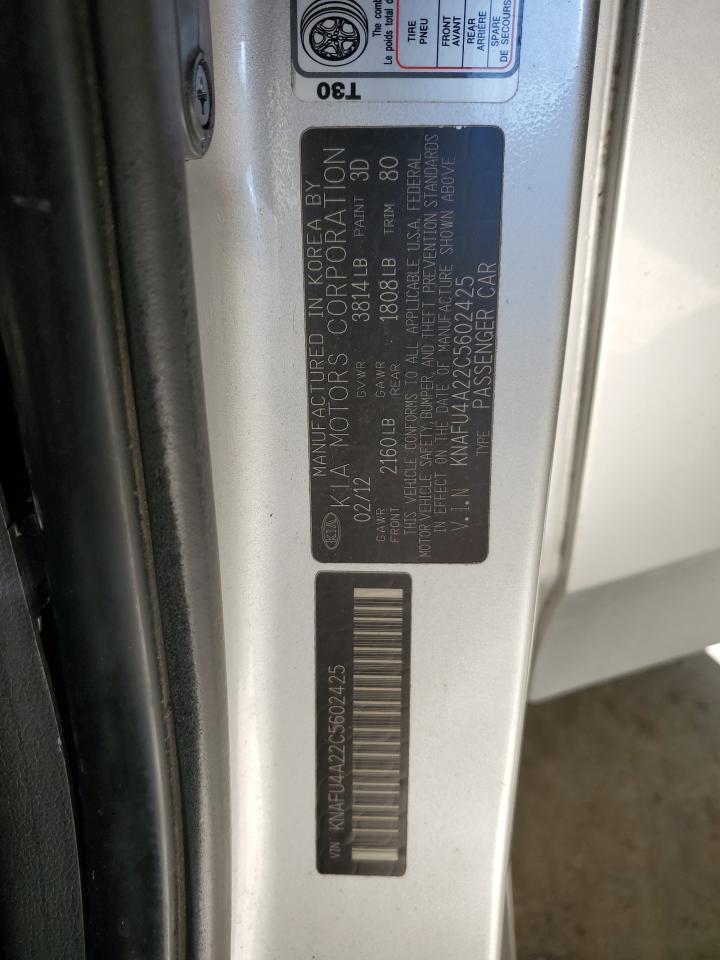 The comb
Le poids total d
TIRE
PNEU
FRONT
AVANT
REAR
ARRIÈRE
SPARE
DE SECOURS
T30
MANUFACTURED IN KOREA BY
KIA KIA MOTORS CORPORATION
02/12 GVWR 3814LB PAINT 3D
GAWR FRONT 2160LB GAWR REAR 1808LB TRIM 80
THIS VEHICLE CONFORMS TO ALL APPLICABLE U.S.A. FEDERAL
MOTOR VEHICLE SAFETY, BUMPER, AND THEFT PREVENTION STANDARDS
IN EFFECT ON THE DATE OF MANUFACTURE SHOWN ABOVE
V.I.N KNAFU4A22C5602425
TYPE PASSENGER CAR
VIN KNAFU4A22C5602425